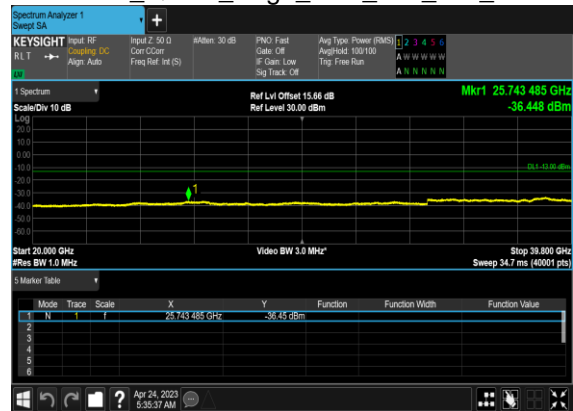 Spectrum Analyzer 1
Swept SA
+
KEYSIGHT Input: RF Input Z: 50 Ω #Atten: 30 dB PNO: Fast Avg Type: Power (RMS) 1 2 3 4 5 6
RLT Coupling: DC Corr CCorr Gate: Off Avg|Hold: 100/100 A W W W W W
Align: Auto Freq Ref: Int (S) IF Gain: Low Trig: Free Run
LW Sig Track: Off A N N N N N
1 Spectrum Ref Lvl Offset 15.66 dB Mkr1 25.743 485 GHz
Scale/Div 10 dB Ref Level 30.00 dBm -36.448 dBm
Log
20.0
10.0
0.00
-10.0 DL1 -13.00 dBm
-20.0
-30.0 1
-40.0
-50.0
-60.0
Start 20.000 GHz Video BW 3.0 MHz* Stop 39.800 GHz
#Res BW 1.0 MHz Sweep 34.7 ms (40001 pts)
5 Marker Table
Mode Trace Scale X Y Function Function Width Function Value
1 N 1 f 25.743 485 GHz -36.45 dBm
2
3
4
5
6
? Apr 24, 2023
5:35:37 AM